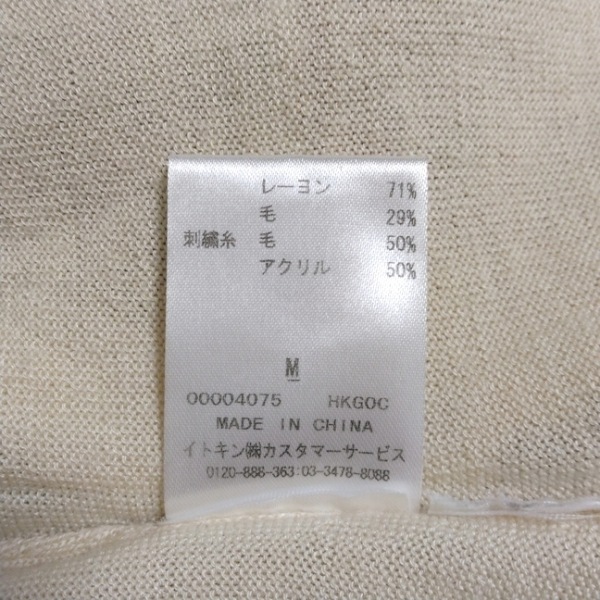 レーヨン 71%
毛 29%
刺繍糸 毛 50%
アクリル 50%
M
00004075 HKGOC
MADE IN CHINA
イトキン㈱カスタマーサービス
0120-888-363:03-3478-8088